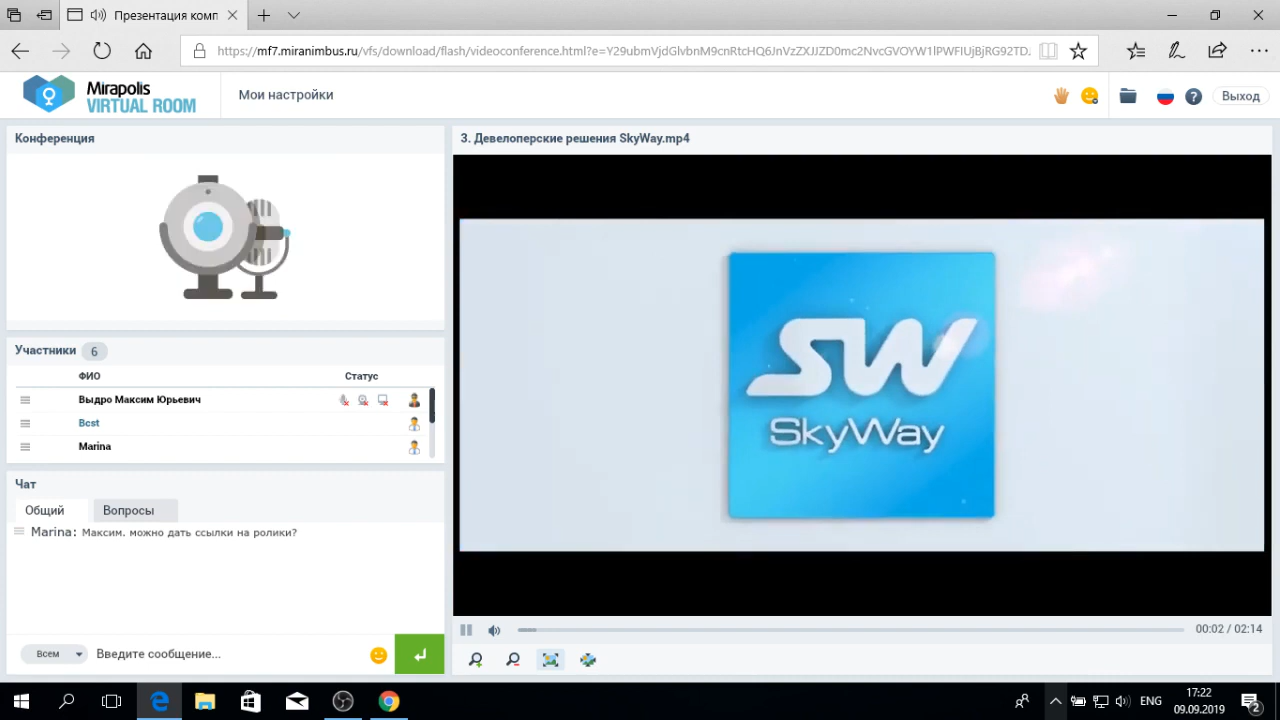 Презентация комп
https://mf7.miranimbus.ru/vfs/download/flash/videoconference.html?e=Y29ubmVjdGlvbnM9cnRtcHQ6JnVzZXJJZD0mc2NvcGVOYW1lPWFIUjBjRG92TDJ
Mirapolis
VIRTUAL ROOM
Мои настройки
?
Выход
Конференция
3. Девелоперские решения SkyWay.mp4
SW
SkyWay
Участники 6
ФИО Статус
Выдро Максим Юрьевич
Bcst
Marina
Чат
Общий Вопросы
Marina: Максим. можно дать ссылки на ролики?
00:02 / 02:14
Всем Введите сообщение...
ENG
17:22
09.09.2019
2